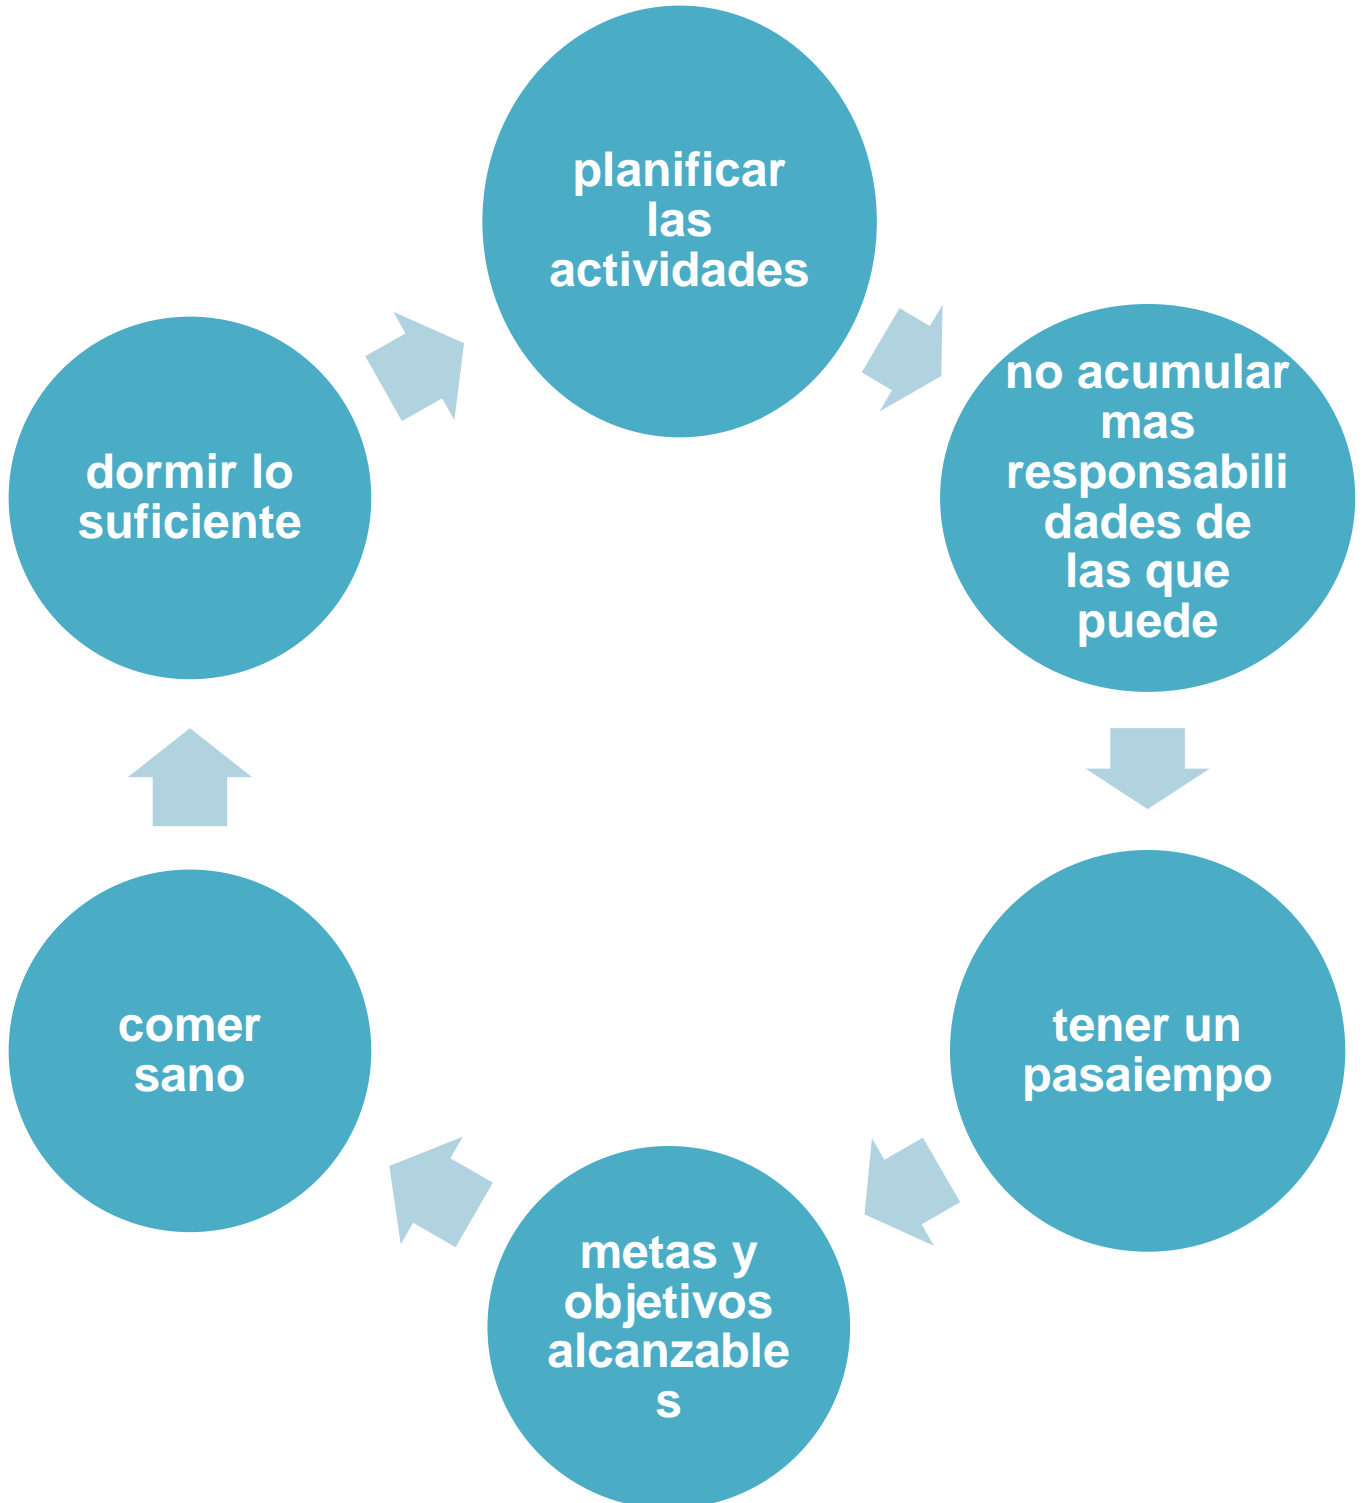 planificar
las
actividades
no acumular
mas
responsabili
dades de
las que
puede
tener un
pasaiempo
metas y
objetivos
alcanzable
s
comer
sano
dormir lo
suficiente